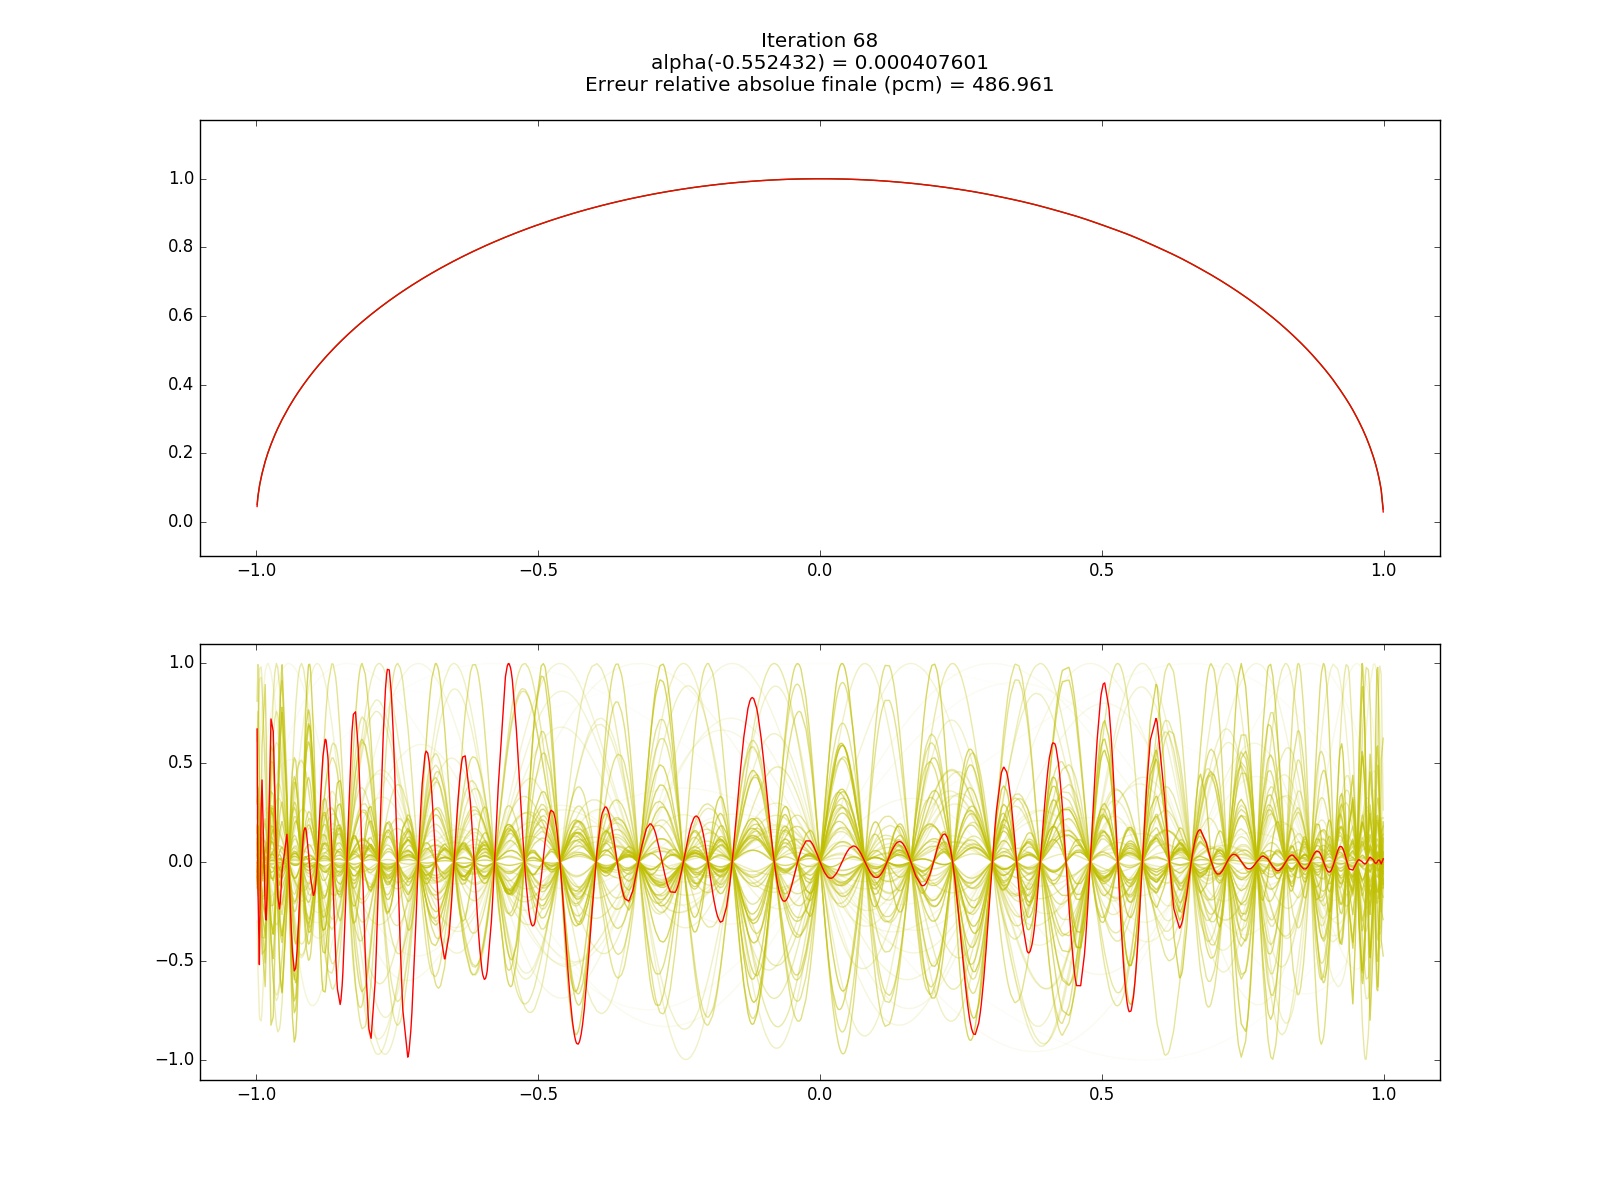 Iteration 68
alpha(-0.552432) = 0.000407601
Erreur relative absolue finale (pcm) = 486.961
1.0
0.8
0.6
0.4
0.2
0.0
−1.0 −0.5 0.0 0.5 1.0
1.0
0.5
0.0
−0.5
−1.0
−1.0 −0.5 0.0 0.5 1.0